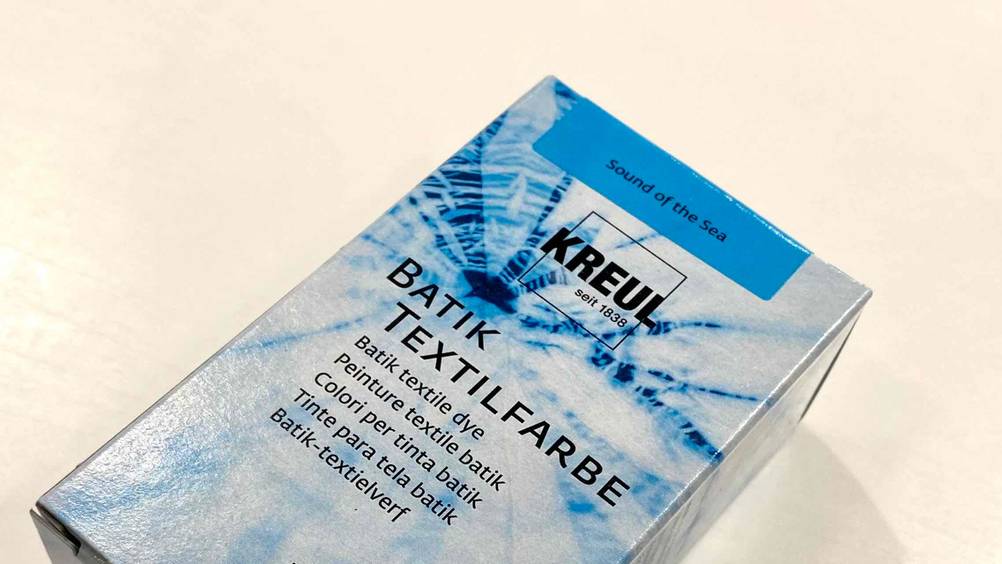 Sound of the Sea
KREUL
seit 1838
BATIK
TEXTILFARBE
Batik textile dye
Peinture textile batik
Colori per tinta batik
Tinte para tela batik
Batik-textielverf